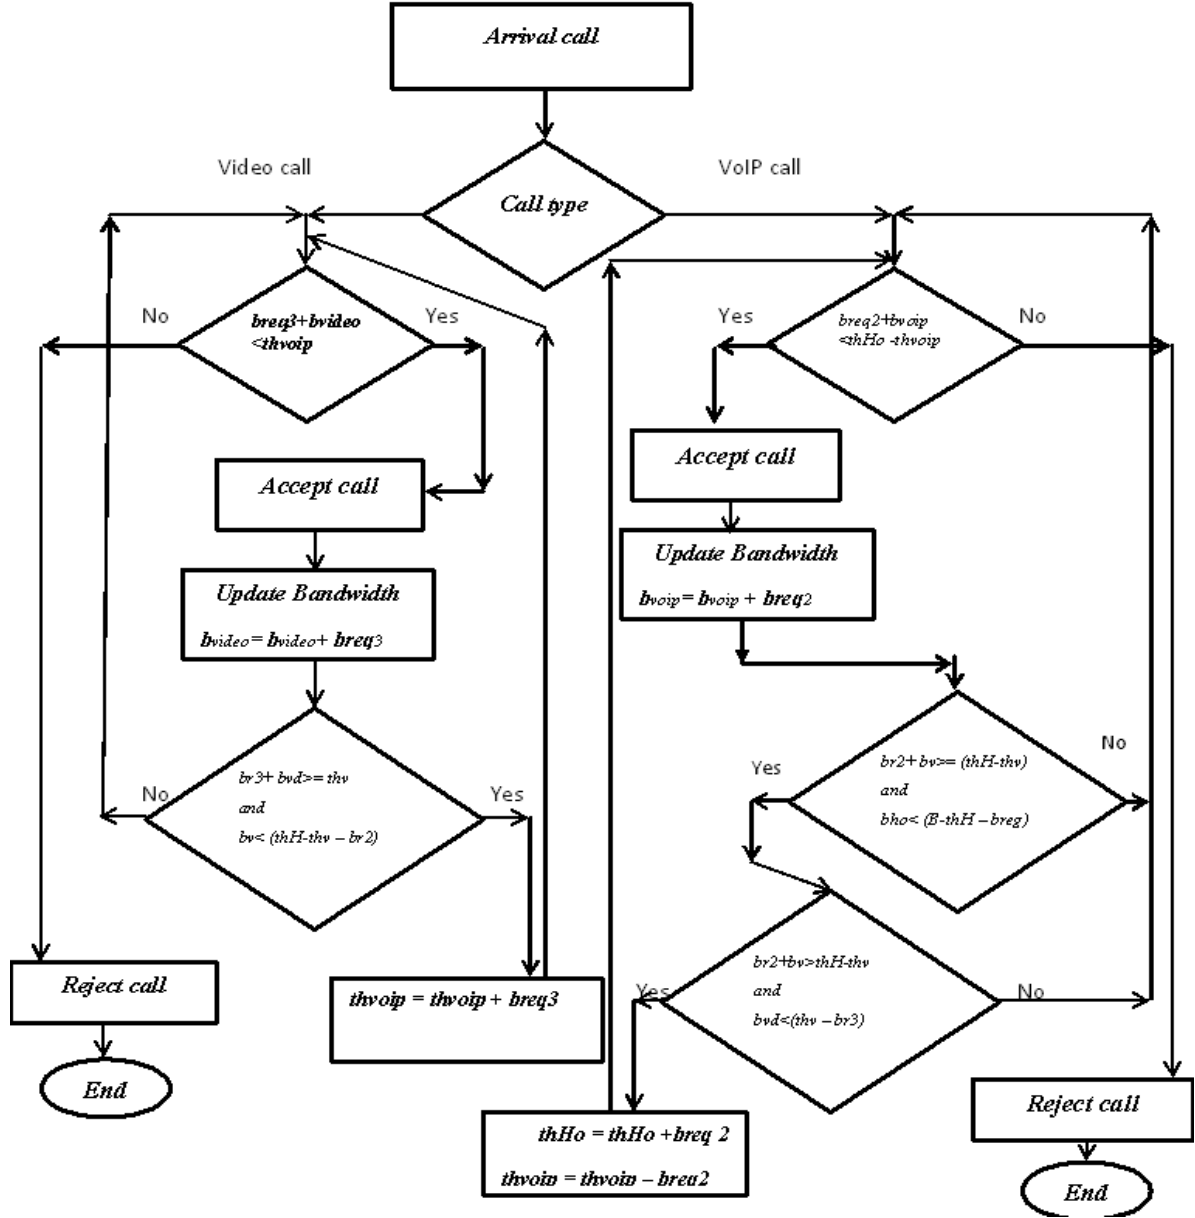 Arrival call
Video call
VoIP call
Call type
No
breq3+bvideo
<thvoip
Yes
Yes
breq2+bvoip
<thHo -thvoip
No
Accept call
Accept call
Update Bandwidth
bvoip= bvoip + breq2
Update Bandwidth
bvideo= bvideo+ breq3
br3+ bvd>= thv
and
bv< (thH-thv – br2)
No
Yes
Yes
br2+ bv>= (thH-thv)
and
bho< (B-thH – breg)
No
br2+bv>thH-thv
and
bvd<(thv – br3)
Yes
No
Reject call
thvoip = thvoip + breq3
End
Reject call
thHo = thHo +breq 2
thvoip = thvoip – breq2
End